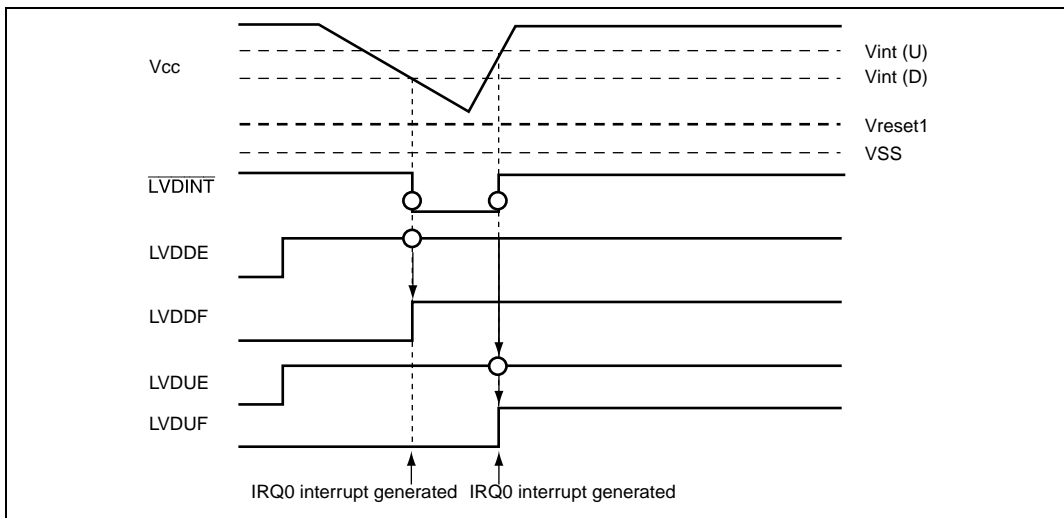 Vcc
Vint (U)
Vint (D)
Vreset1
VSS
LVDINT
LVDDE
LVDDF
LVDUE
LVDUF
IRQ0 interrupt generated IRQ0 interrupt generated